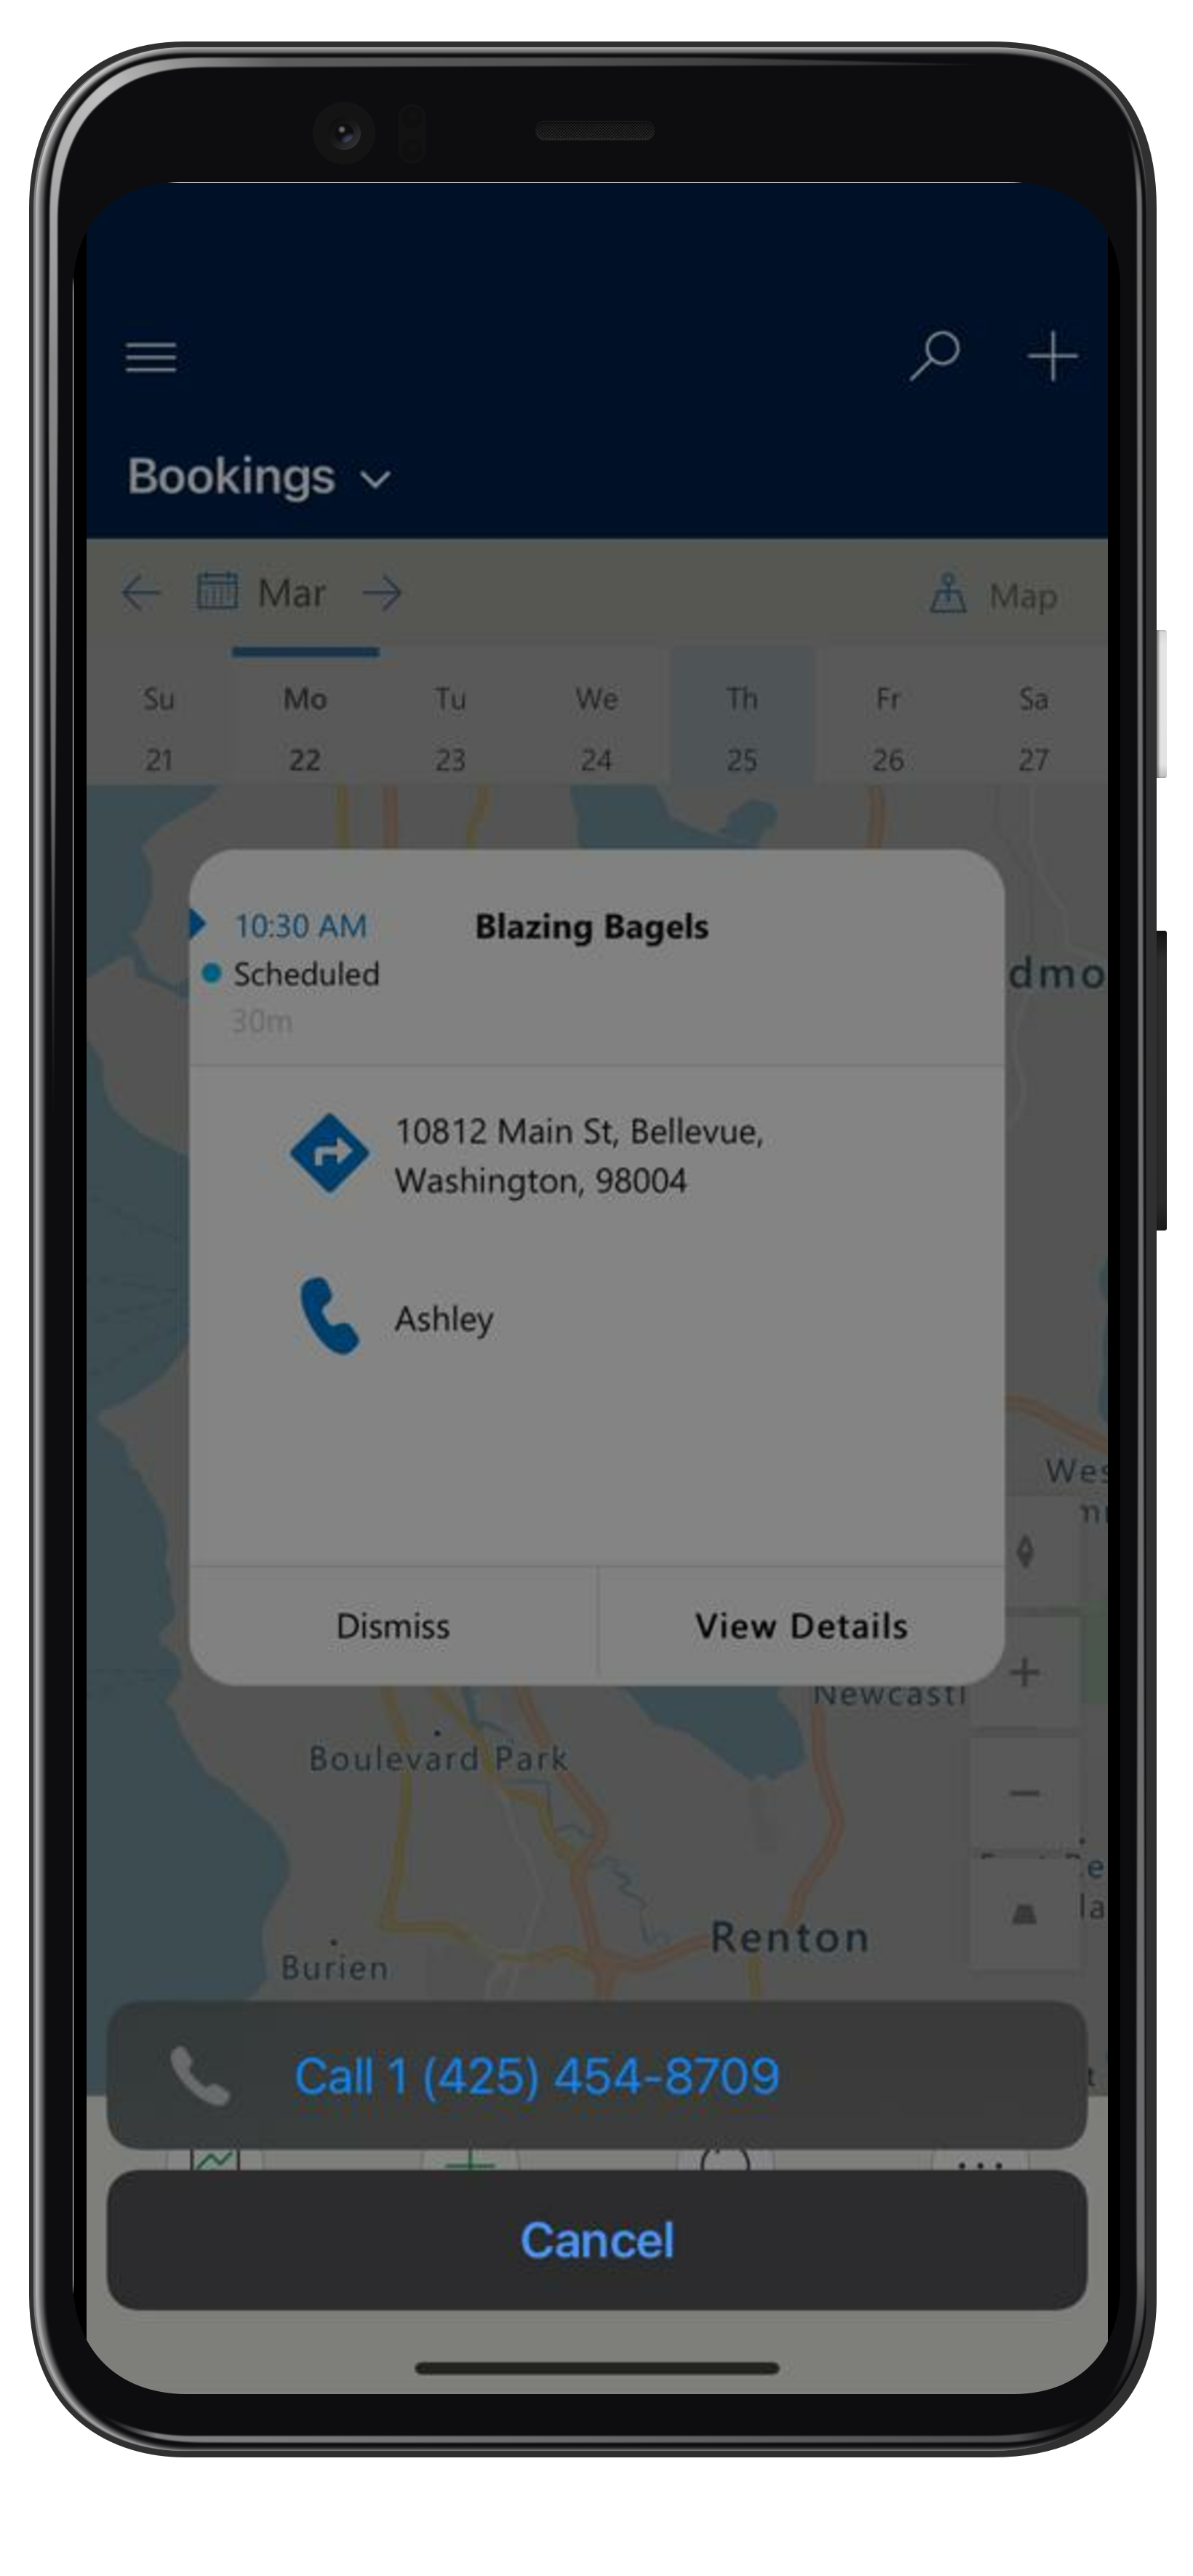 Bookings
Mar
Map
Su Mo Tu We Th Fr Sa
21 22 23 24 25 26 27
10:30 AM Blazing Bagels
Scheduled
30m
dmo
10812 Main St, Bellevue,
Washington, 98004
Ashley
Wes
Dismiss View Details
Newcastl
Boulevard Park
Renton
Burien
Call 1 (425) 454-8709
Cancel